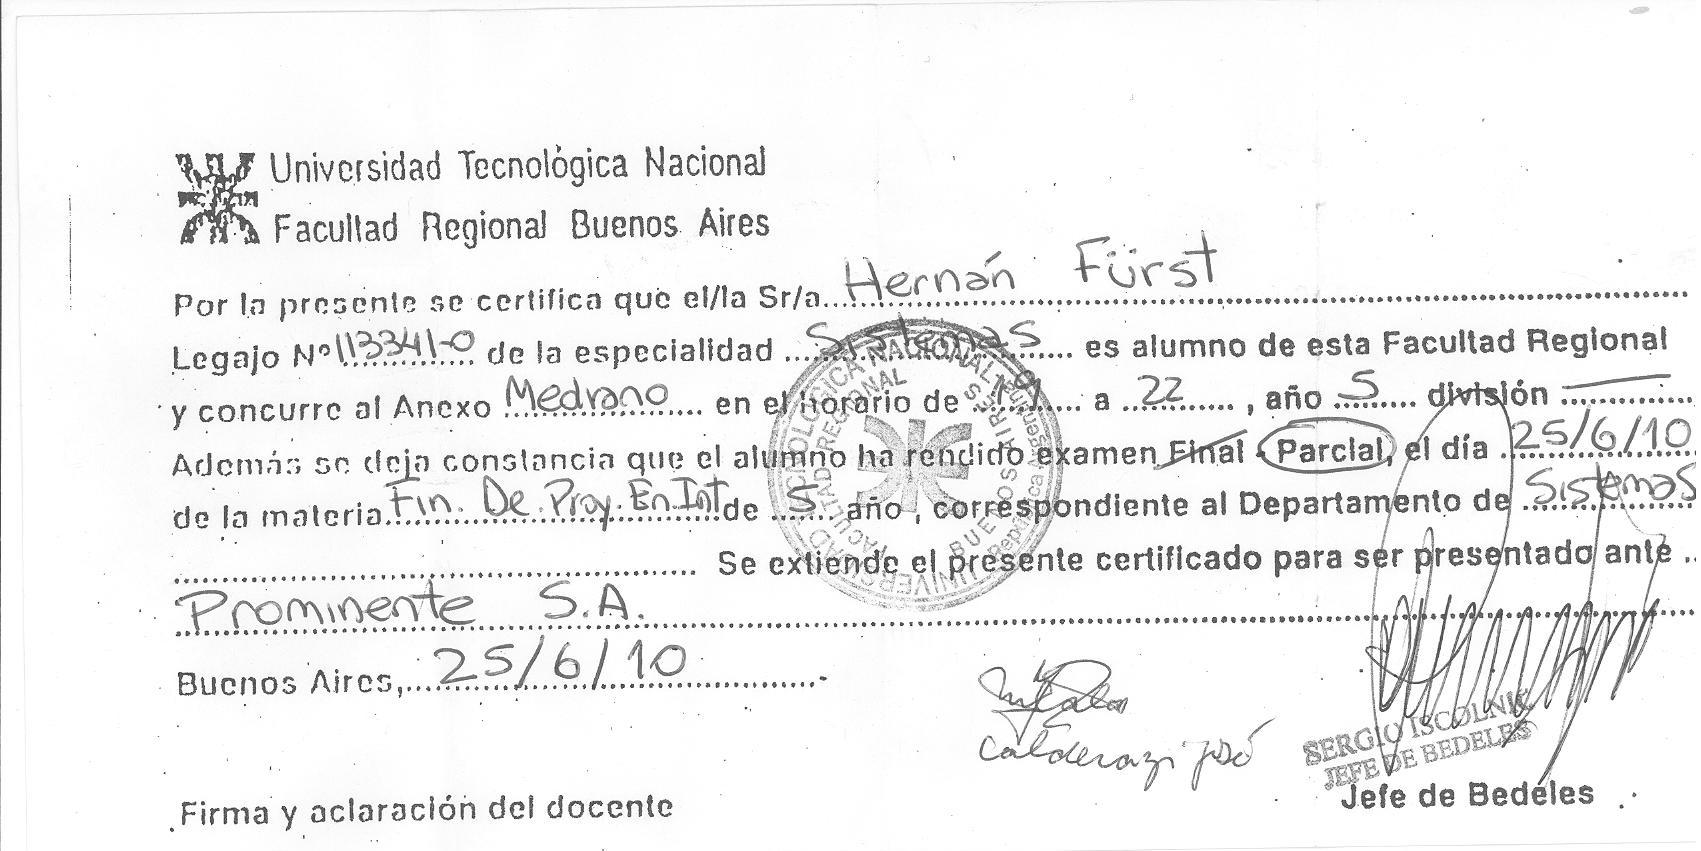 Universidad Tecnológica Nacional
Facultad Regional Buenos Aires
Por la presente se certifica que el/la Sr/a Hernán Fürst
Legajo Nº 113341-0 de la especialidad Sistemas es alumno de esta Facultad Regional
y concurre al Anexo Medrano en el horario de 19 a 22, año 5 división —
Además se deja constancia que el alumno ha rendido examen Final - Parcial, el día 25/6/10
de la materia Fin. De. Proy. En. Int de 5 año, correspondiente al Departamento de Sistemas
Se extiende el presente certificado para ser presentado ante
Prominente S.A.
Buenos Aires, 25/6/10
Calderazi José
SERGIO ISCOLNIK
JEFE DE BEDELES
Jefe de Bedeles
Firma y aclaración del docente
UNIVERSIDAD TECNOLÓGICA NACIONAL
FACULTAD REGIONAL
BUENOS AIRES
República Argentina